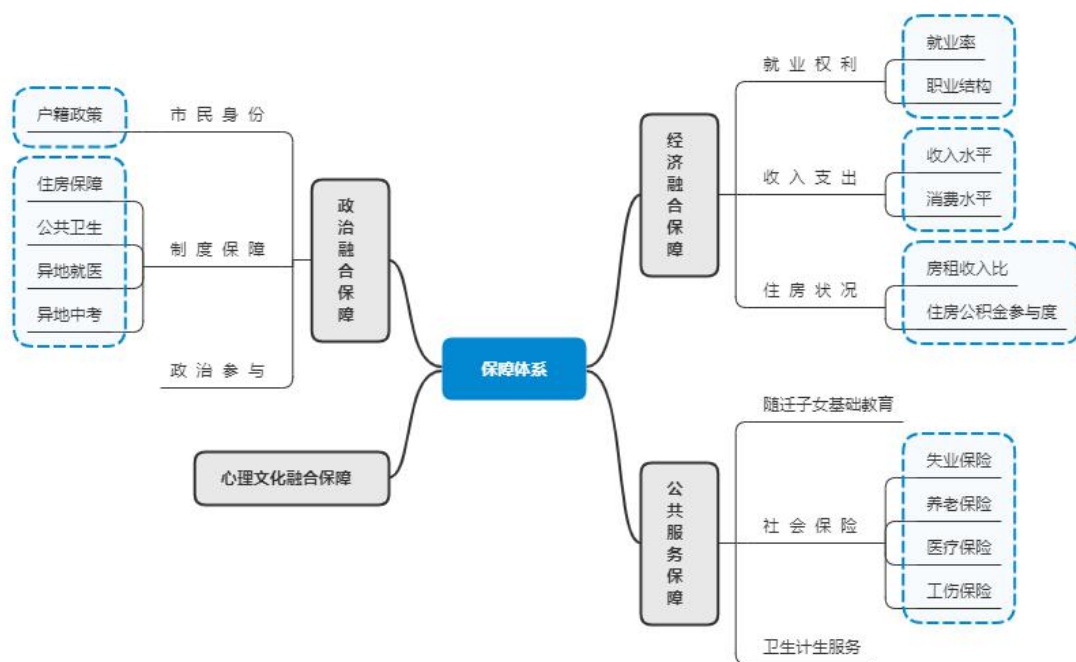 保障体系
政治融合保障
市民身份
户籍政策
制度保障
住房保障
公共卫生
异地就医
异地中考
政治参与
心理文化融合保障
经济融合保障
就业权利
就业率
职业结构
收入支出
收入水平
消费水平
住房状况
房租收入比
住房公积金参与度
公共服务保障
随迁子女基础教育
社会保险
失业保险
养老保险
医疗保险
工伤保险
卫生计生服务